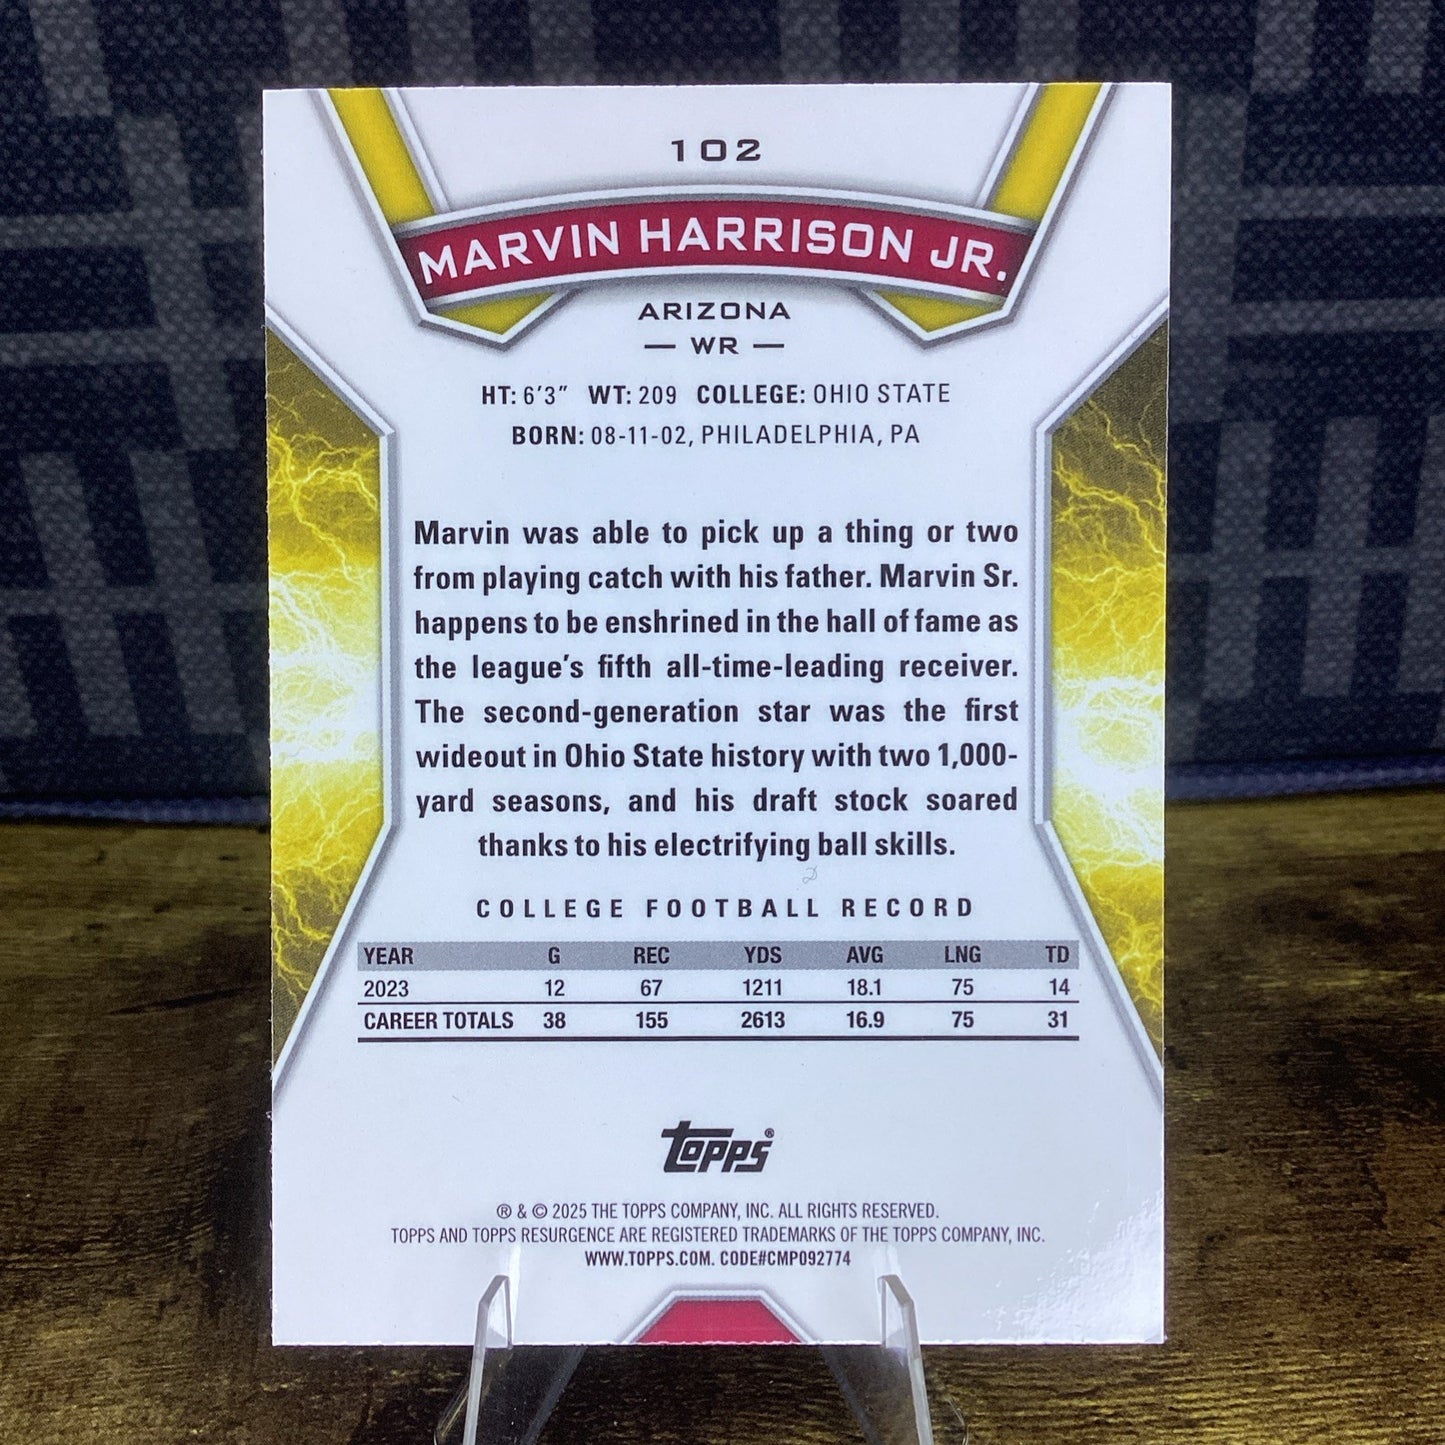 102
MARVIN HARRISON JR.
ARIZONA
— WR —
HT: 6'3" WT: 209 COLLEGE: OHIO STATE
BORN: 08-11-02, PHILADELPHIA, PA
Marvin was able to pick up a thing or two
from playing catch with his father. Marvin Sr.
happens to be enshrined in the hall of fame as
the league's fifth all-time-leading receiver.
The second-generation star was the first
wideout in Ohio State history with two 1,000-
yard seasons, and his draft stock soared
thanks to his electrifying ball skills.
COLLEGE FOOTBALL RECORD
YEAR G REC YDS AVG LNG TD
2023 12 67 1211 18.1 75 14
CAREER TOTALS 38 155 2613 16.9 75 31
Topps®
® & © 2025 THE TOPPS COMPANY, INC. ALL RIGHTS RESERVED.
TOPPS AND TOPPS RESURGENCE ARE REGISTERED TRADEMARKS OF THE TOPPS COMPANY, INC.
WWW.TOPPS.COM. CODE#CMP092774